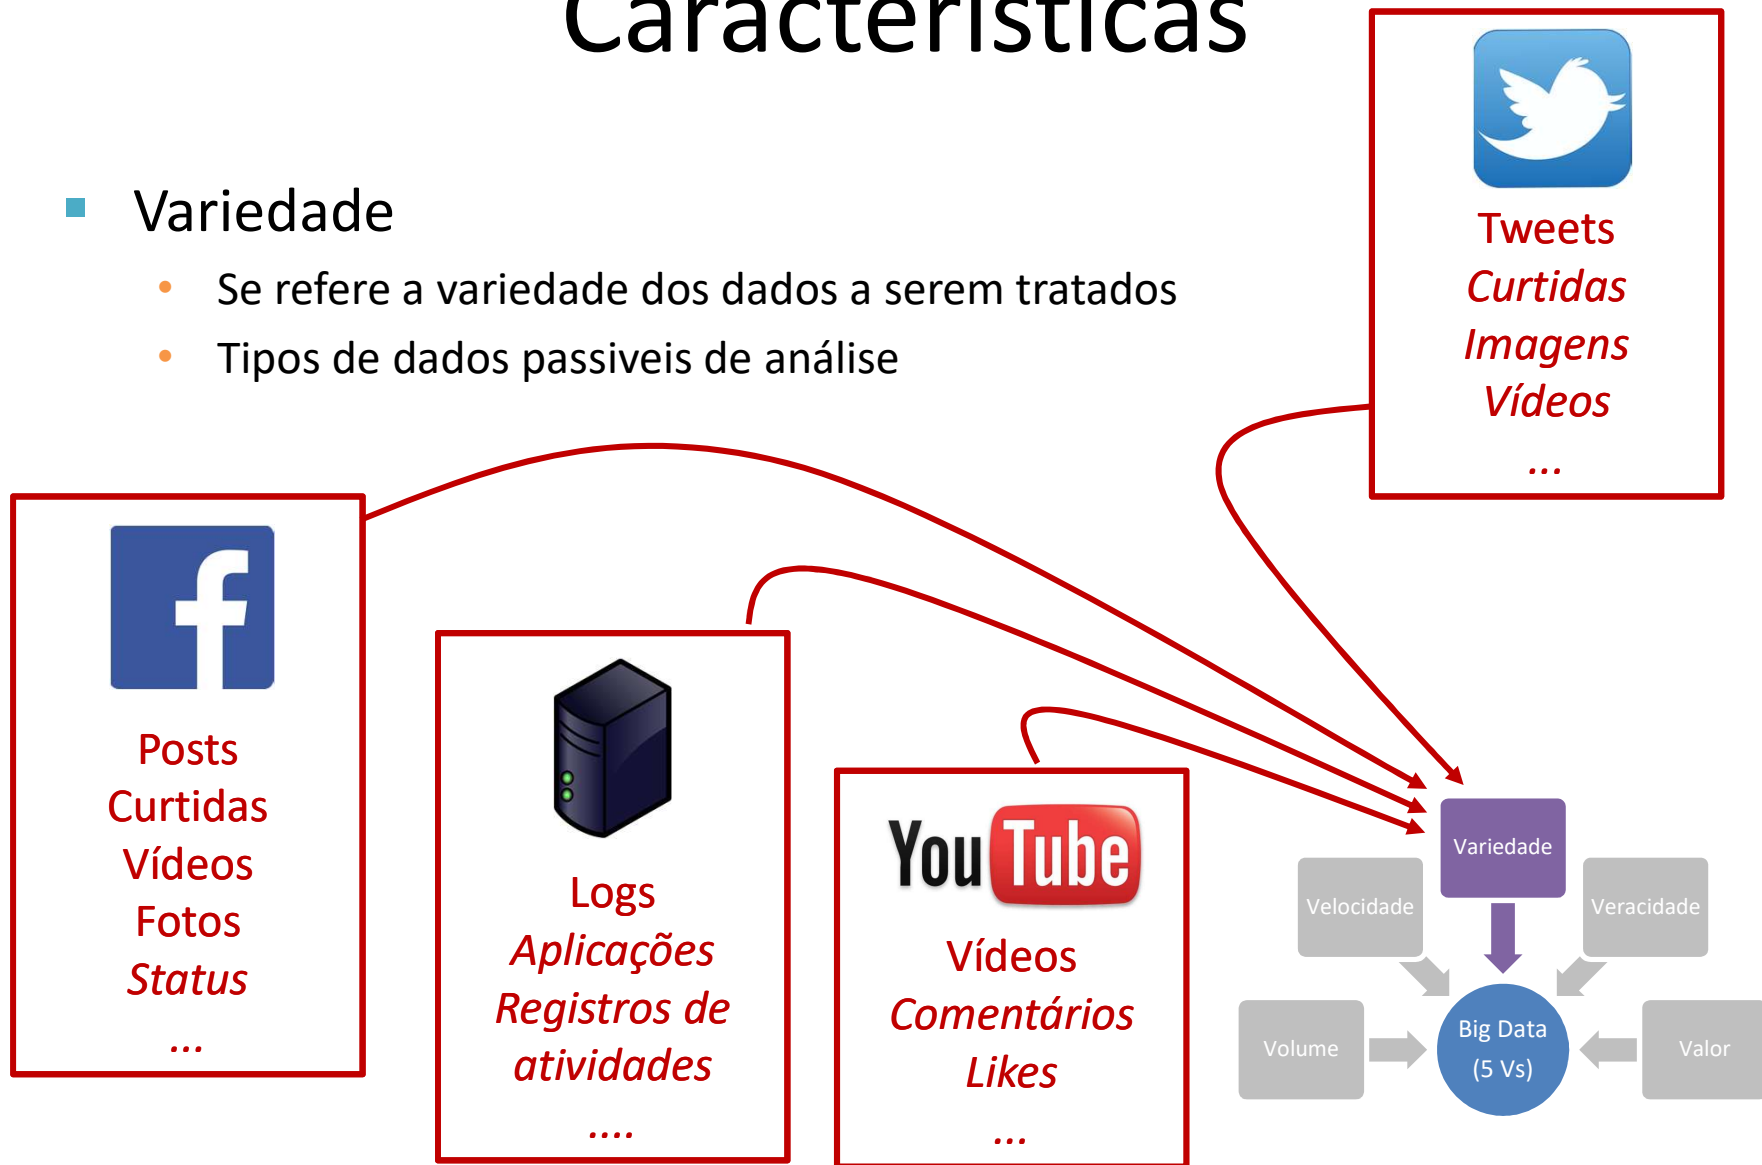 Características
Variedade
Se refere a variedade dos dados a serem tratados
Tipos de dados passiveis de análise
Tweets
Curtidas
Imagens
Vídeos
...
f
Posts
Curtidas
Vídeos
Fotos
Status
...
Logs
Aplicações
Registros de
atividades
....
YouTube
Vídeos
Comentários
Likes
...
Variedade
Velocidade
Veracidade
Volume
Big Data
(5 Vs)
Valor